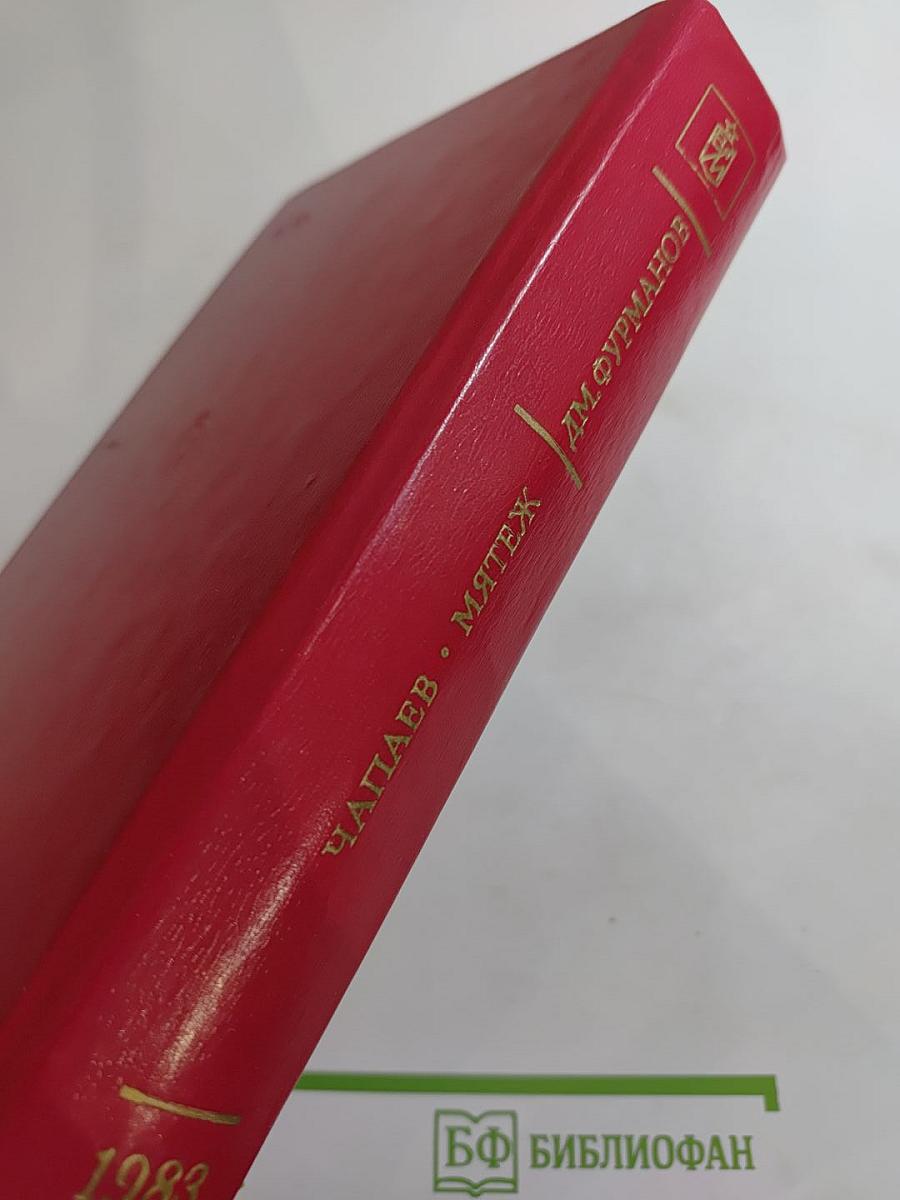 ДМ. ФУРМАНОВ
ЧАПАЕВ • МЯТЕЖ
1983
БФ БИБЛИОФАН